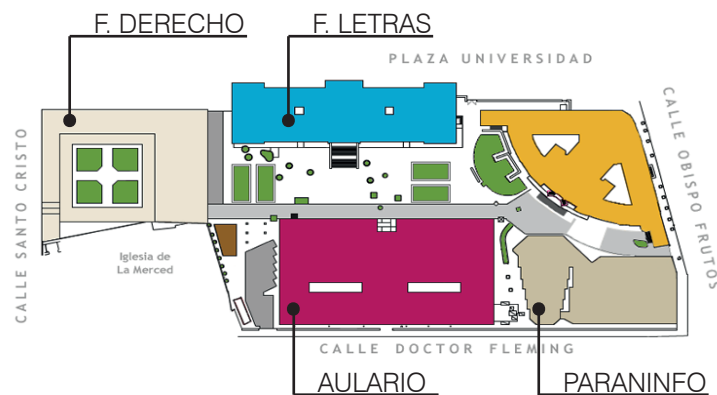 F. DERECHO
F. LETRAS
PLAZA UNIVERSIDAD
CALLE SANTO CRISTO
CALLE OBISPO FRUTOS
Iglesia de
La Merced
CALLE DOCTOR FLEMING
AULARIO
PARANINFO